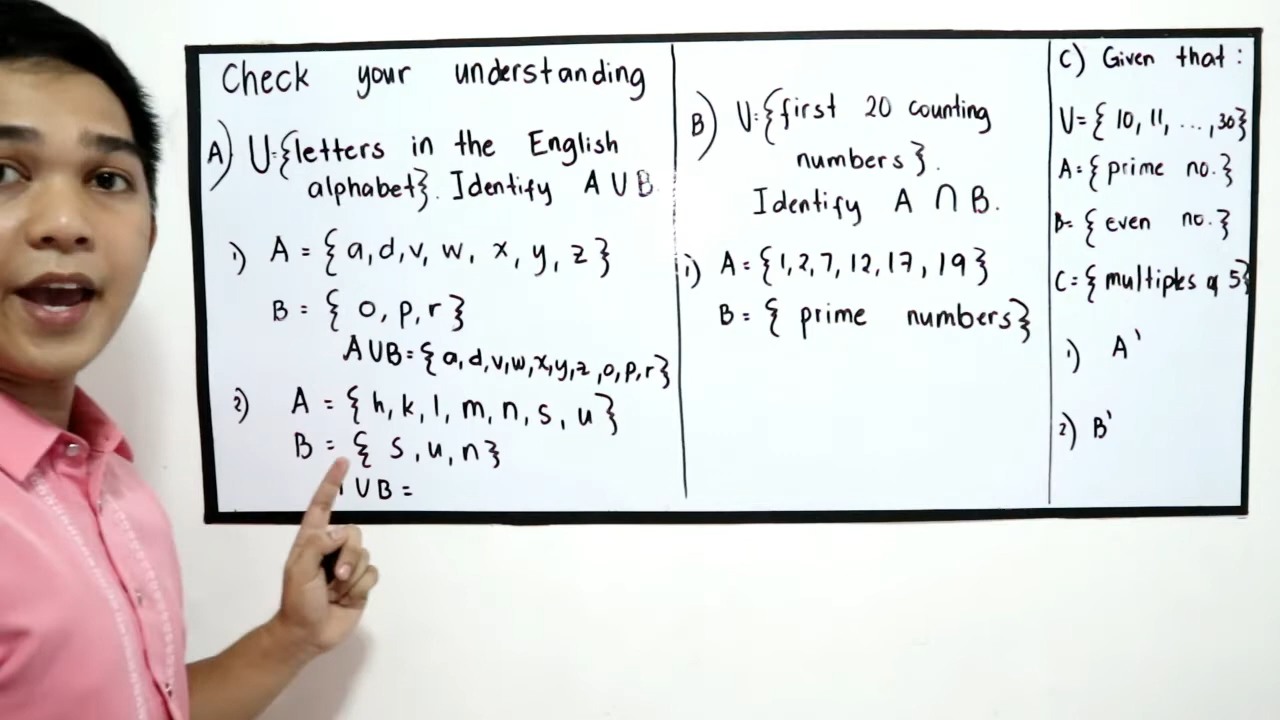 Check your understanding
A) U={letters in the English
alphabet}. Identify A ∪ B
1) A = {a, d, v, w, x, y, z}
B = { o, p, r}
A∪B={a, d, v, w, x, y, z, o, p, r}
2) A = {h, k, l, m, n, s, u}
B = { s, u, n}
∪ B =
B) U={first 20 counting
numbers}.
Identify A ∩ B.
1) A={1, 2, 7, 12, 17, 19}
B = { prime numbers}
C) Given that :
U= { 10, 11, ..., 30}
A= {prime no.}
B= { even no.}
C= { multiples of 5}
1) A'
2) B'